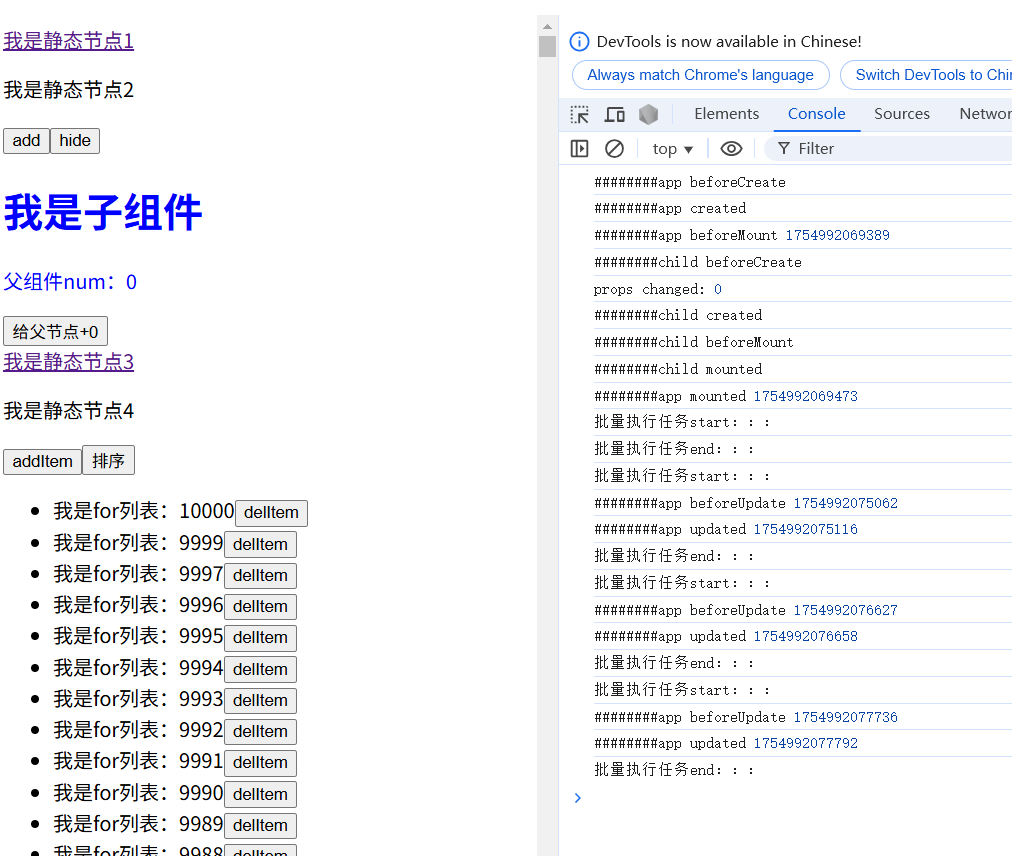 我是静态节点1
我是静态节点2
add hide
我是子组件
父组件num：0
给父节点+0
我是静态节点3
我是静态节点4
addItem 排序
我是for列表：10000 delItem
我是for列表：9999 delItem
我是for列表：9997 delItem
我是for列表：9996 delItem
我是for列表：9995 delItem
我是for列表：9994 delItem
我是for列表：9993 delItem
我是for列表：9992 delItem
我是for列表：9991 delItem
我是for列表：9990 delItem
我是for列表：9989 delItem
我是for列表：9988 delItem
DevTools is now available in Chinese!
Always match Chrome's language Switch DevTools to Chi
Elements Console Sources Networ
top Filter
########app beforeCreate
########app created
########app beforeMount 1754992069389
########child beforeCreate
props changed: 0
########child created
########child beforeMount
########child mounted
########app mounted 1754992069473
批量执行任务start：：：
批量执行任务end：：：
批量执行任务start：：：
########app beforeUpdate 1754992075062
########app updated 1754992075116
批量执行任务end：：：
批量执行任务start：：：
########app beforeUpdate 1754992076627
########app updated 1754992076658
批量执行任务end：：：
批量执行任务start：：：
########app beforeUpdate 1754992077736
########app updated 1754992077792
批量执行任务end：：：